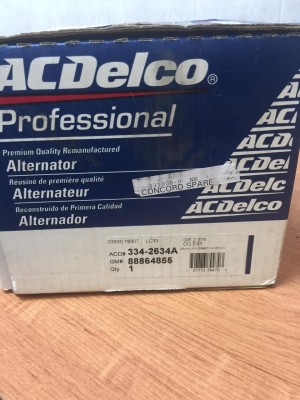 ACDelco®
Professional
Premium Quality Remanufactured
Alternator
Réusiné de première qualité
Alternateur
Reconstruido de Primera Calidad
Alternador
CONCORD SPARE
ACDelco
ACD# 334-2634A
GM# 88864855
Qty. 1